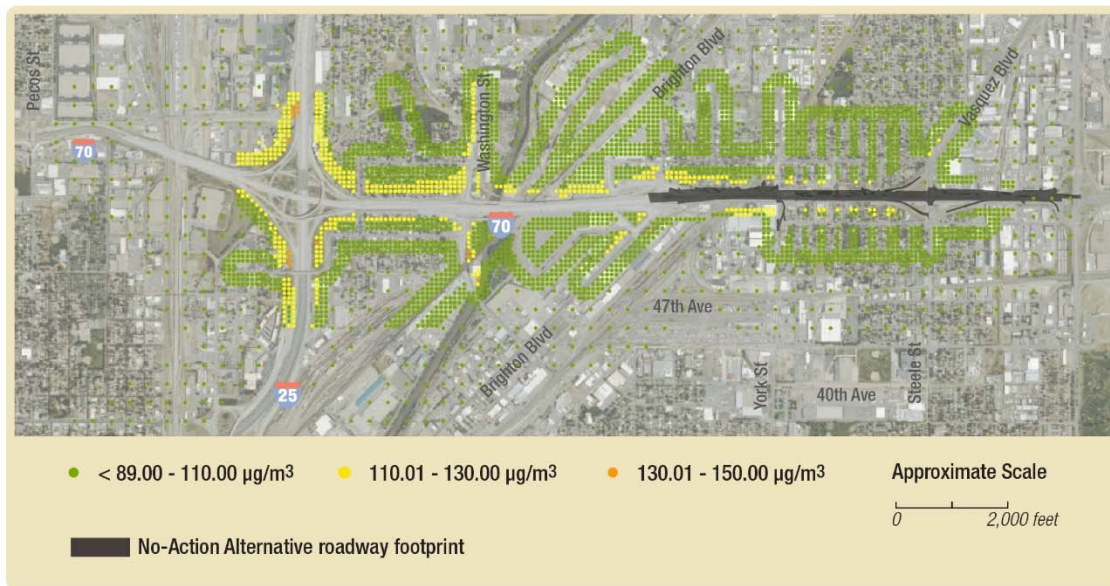 Pecos St
70
Washington St
Brighton Blvd
Vasquez Blvd
70
47th Ave
Brighton Blvd
25
York St
40th Ave
Steele St
< 89.00 - 110.00 µg/m³
110.01 - 130.00 µg/m³
130.01 - 150.00 µg/m³
Approximate Scale
0 2,000 feet
No-Action Alternative roadway footprint